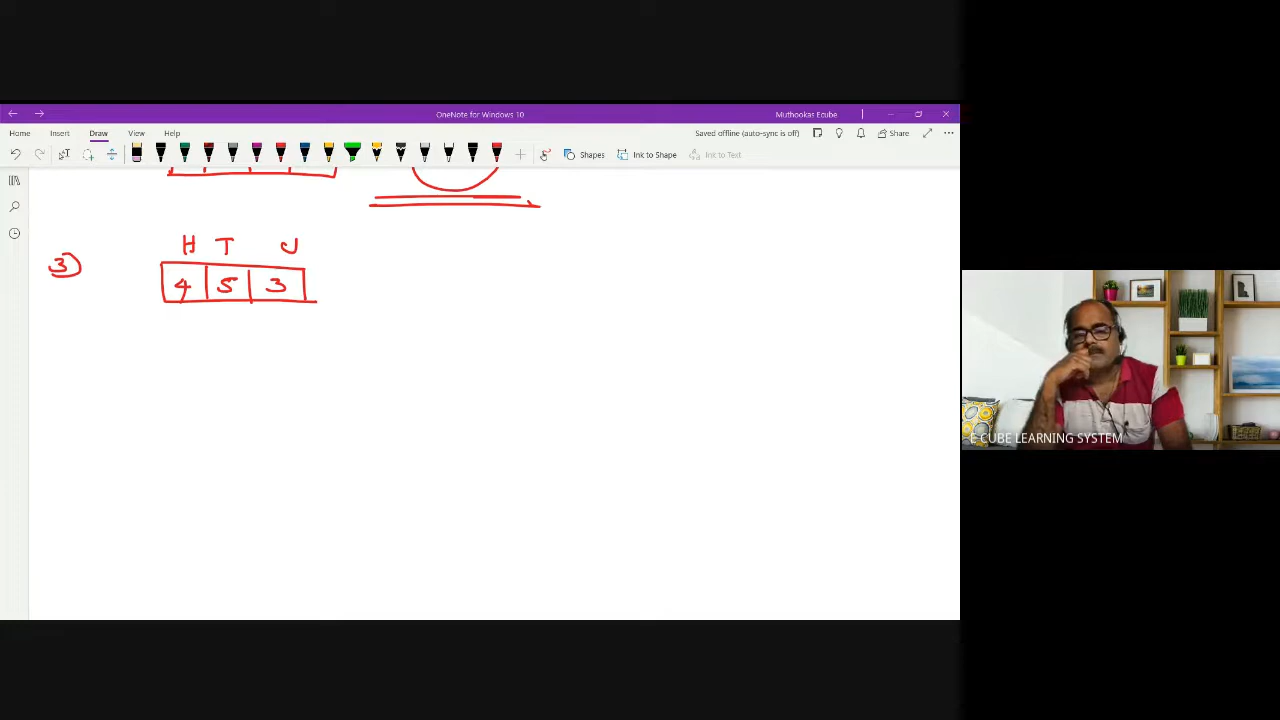 OneNote for Windows 10
Muthookas Ecube
Home Insert Draw View Help
Saved offline (auto-sync is off)
Share
Shapes
Ink to Shape
Ink to Text
H T U
3
4 5 3
E CUBE LEARNING SYSTEM